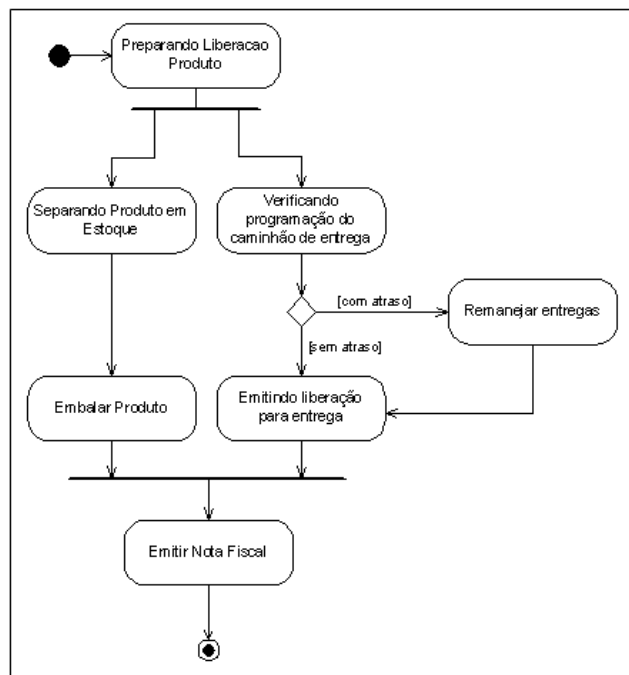 Preparando Liberacao
Produto
Separando Produto em
Estoque
Verificando
programação do
caminhão de entrega
[com atraso]
Remanejar entregas
[sem atraso]
Embalar Produto
Emitindo liberação
para entrega
Emitir Nota Fiscal